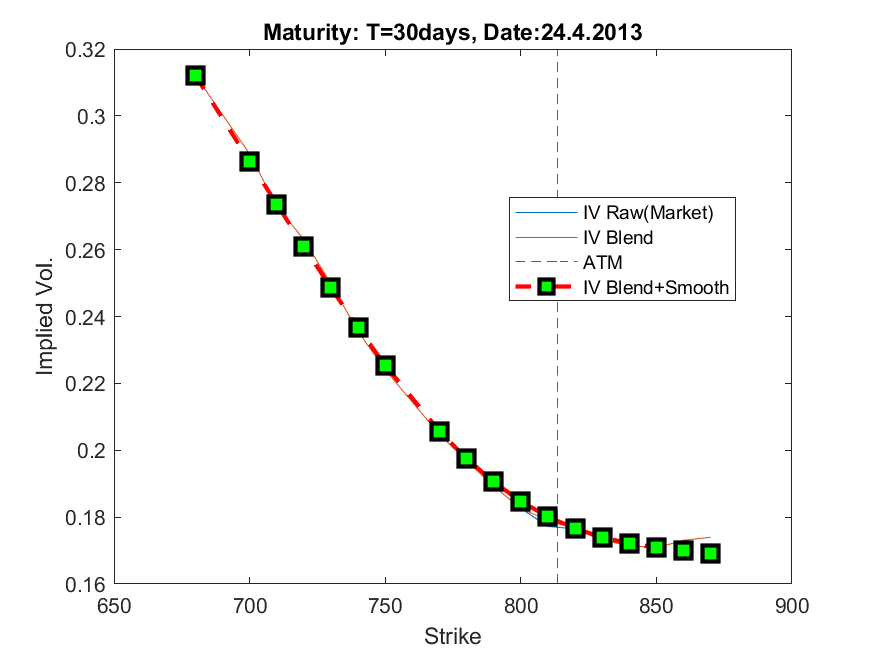 Maturity: T=30days, Date:24.4.2013
0.32
0.3
0.28
0.26
0.24
0.22
0.2
0.18
0.16
Implied Vol.
IV Raw(Market)
IV Blend
ATM
IV Blend+Smooth
650 700 750 800 850 900
Strike